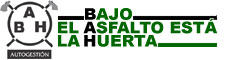 B
A
H
AUTOGESTIÓN
BAJO
EL ASFALTO ESTÁ
LA HUERTA